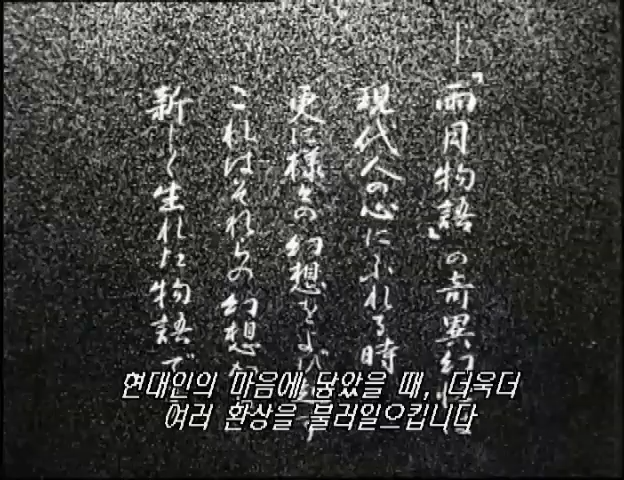 ―『雨月物語』の奇異幻
現代人の心にふれる時
更に様々の幻想をよび
これはそれらの幻想
新しく生れた物語で
현대인의 마음에 닿았을 때, 더욱더
여러 환상을 불러일으킵니다